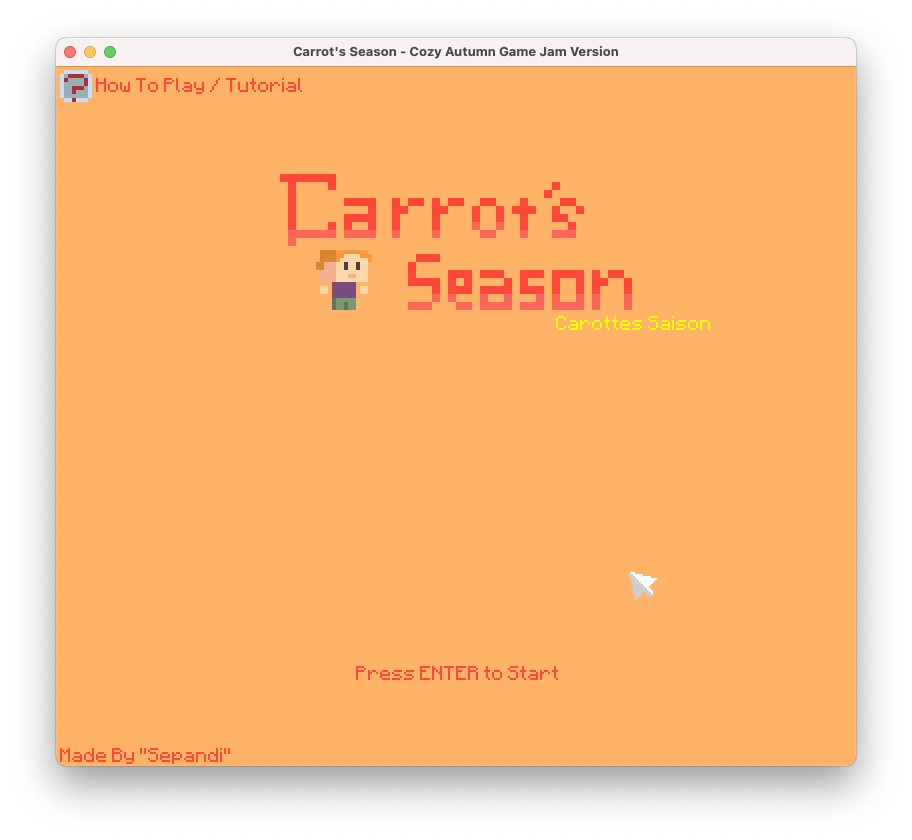 Carrot's Season - Cozy Autumn Game Jam Version
? How To Play / Tutorial
Carrot's
Season
Carottes Saison
Press ENTER to Start
Made By "Sepandi"